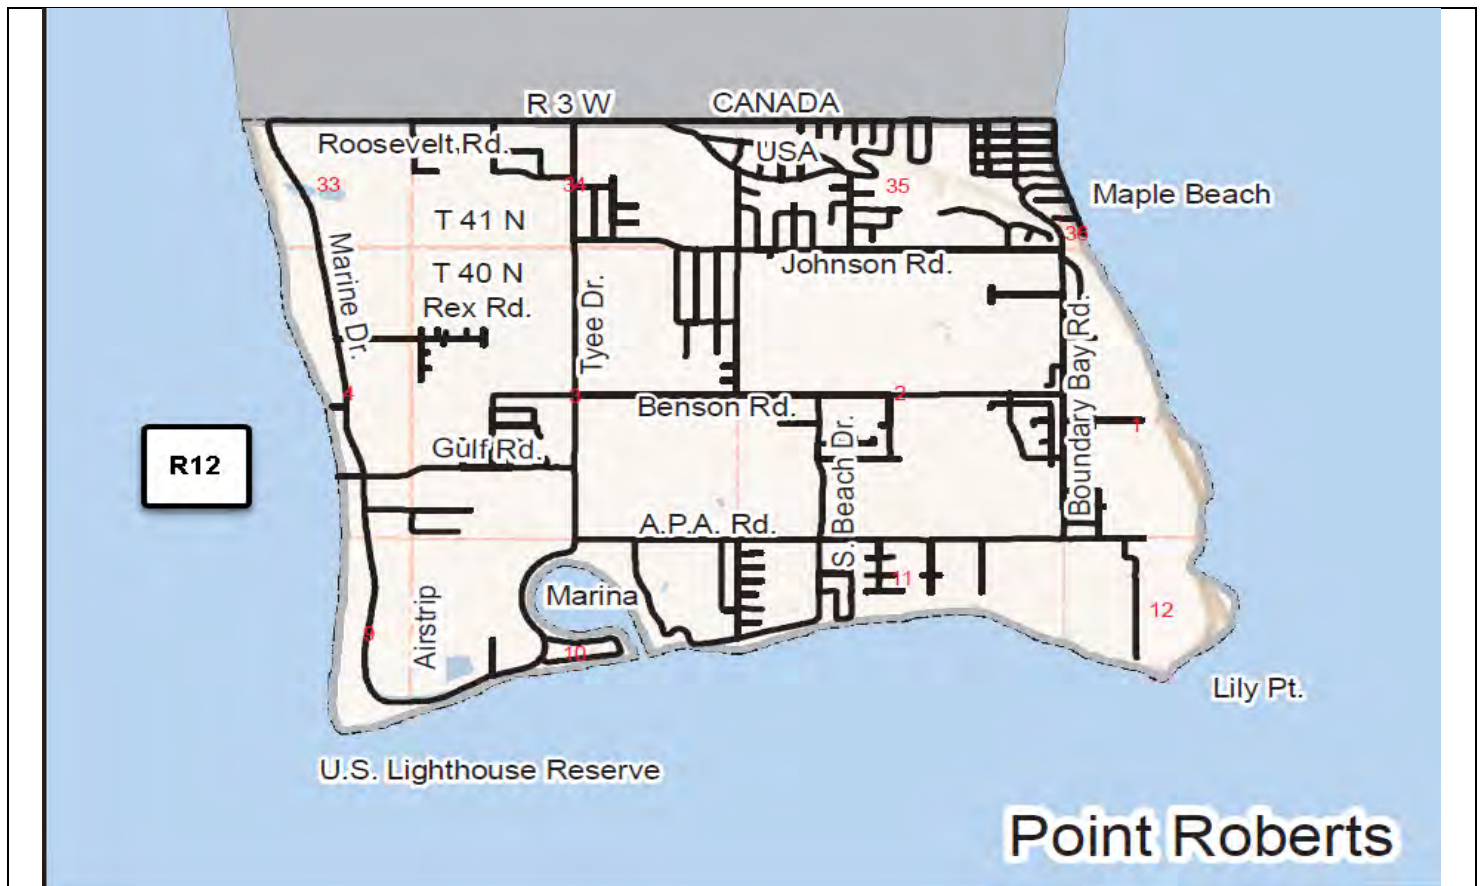 R 3 W
CANADA
Roosevelt Rd.
USA
33
34
35
Maple Beach
T 41 N
36
Marine Dr.
T 40 N
Johnson Rd.
Rex Rd.
Tyee Dr.
Boundary Bay Rd.
4
3
2
Benson Rd.
1
S. Beach Dr.
Gulf Rd.
R12
A.P.A. Rd.
Airstrip
Marina
11
12
9
10
Lily Pt.
U.S. Lighthouse Reserve
Point Roberts